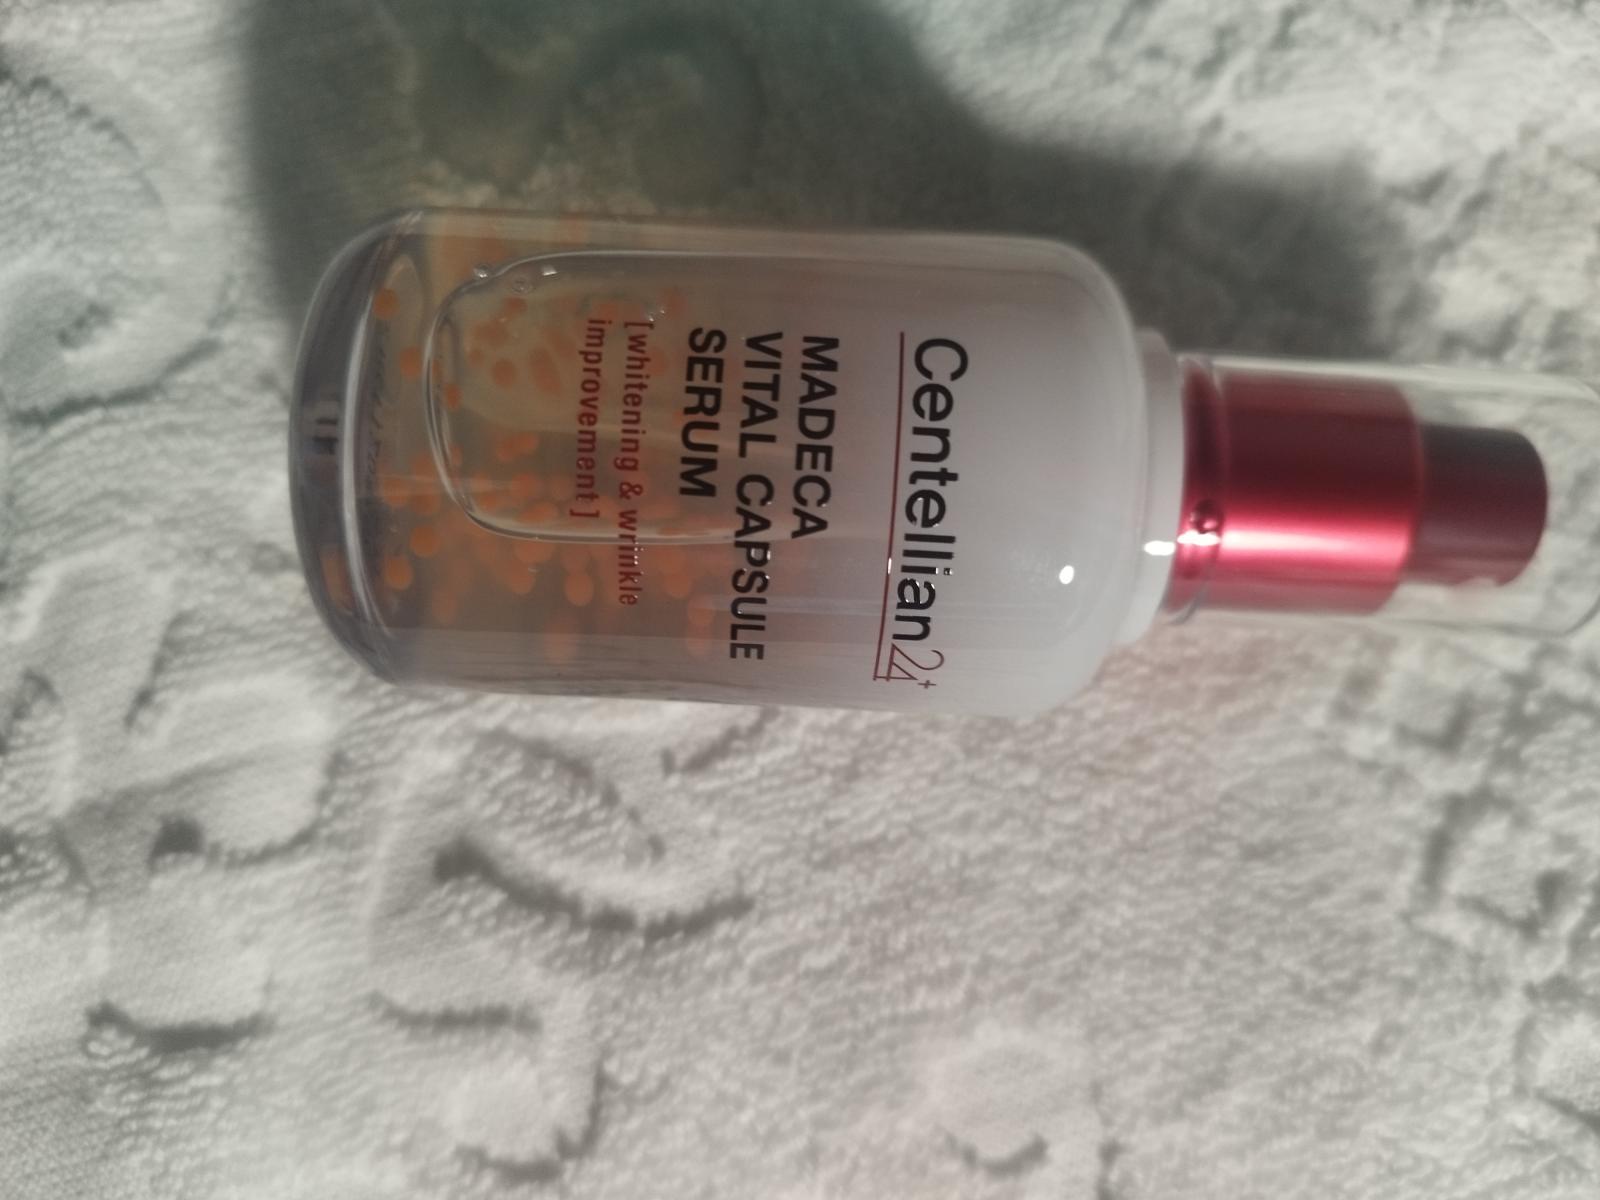 Centellian24+
MADECA
VITAL CAPSULE
SERUM
[whitening & wrinkle
improvement]